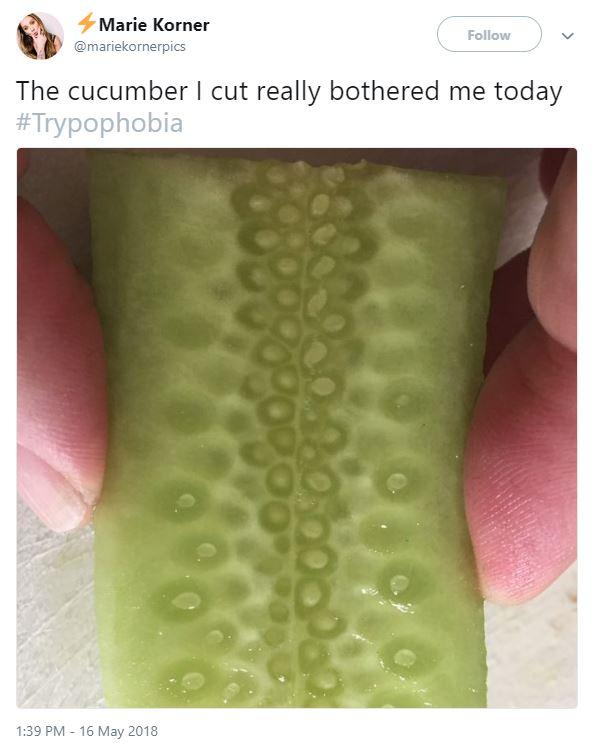 ⚡Marie Korner
@mariekornerpics
Follow
The cucumber I cut really bothered me today
#Trypophobia
1:39 PM - 16 May 2018